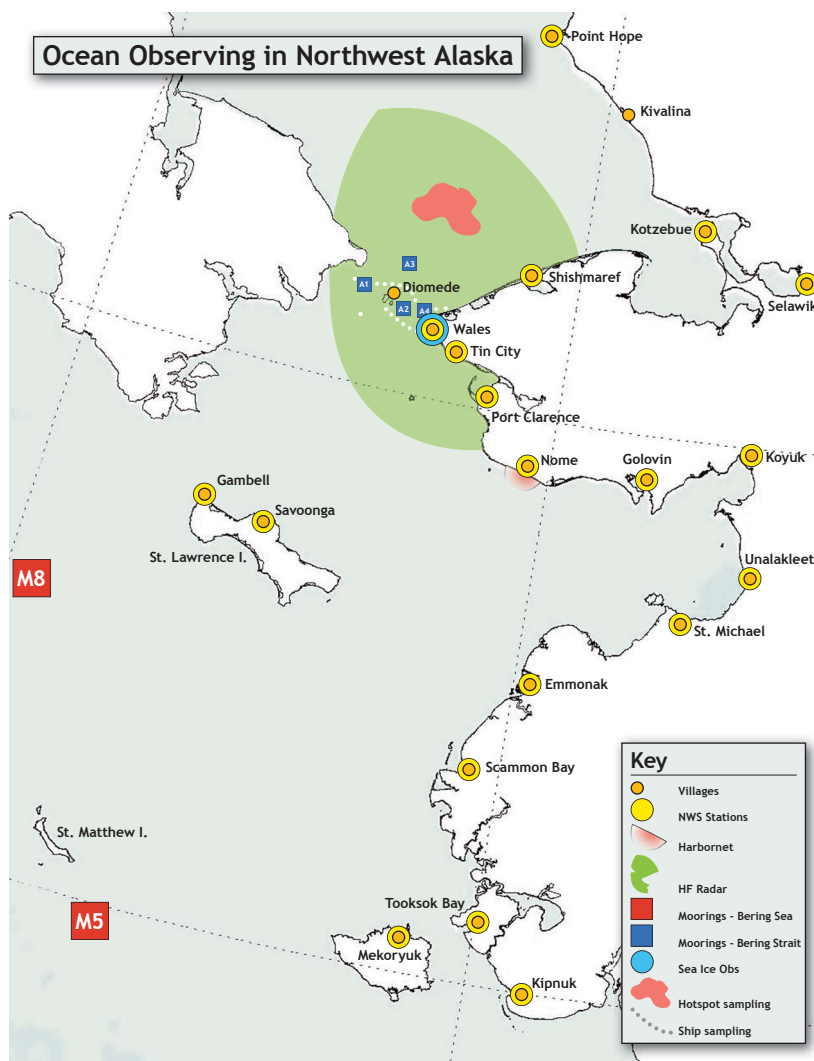 Ocean Observing in Northwest Alaska
Point Hope
Kivalina
Kotzebue
Selawik
Shishmaref
A3
A1
Diomede
A2
A4
Wales
Tin City
Port Clarence
Nome
Golovin
Koyuk
Gambell
Savoonga
St. Lawrence I.
M8
Unalakleet
St. Michael
Emmonak
Scammon Bay
St. Matthew I.
M5
Tooksok Bay
Mekoryuk
Kipnuk
Key
Villages
NWS Stations
Harbornet
HF Radar
Moorings - Bering Sea
Moorings - Bering Strait
Sea Ice Obs
Hotspot sampling
Ship sampling